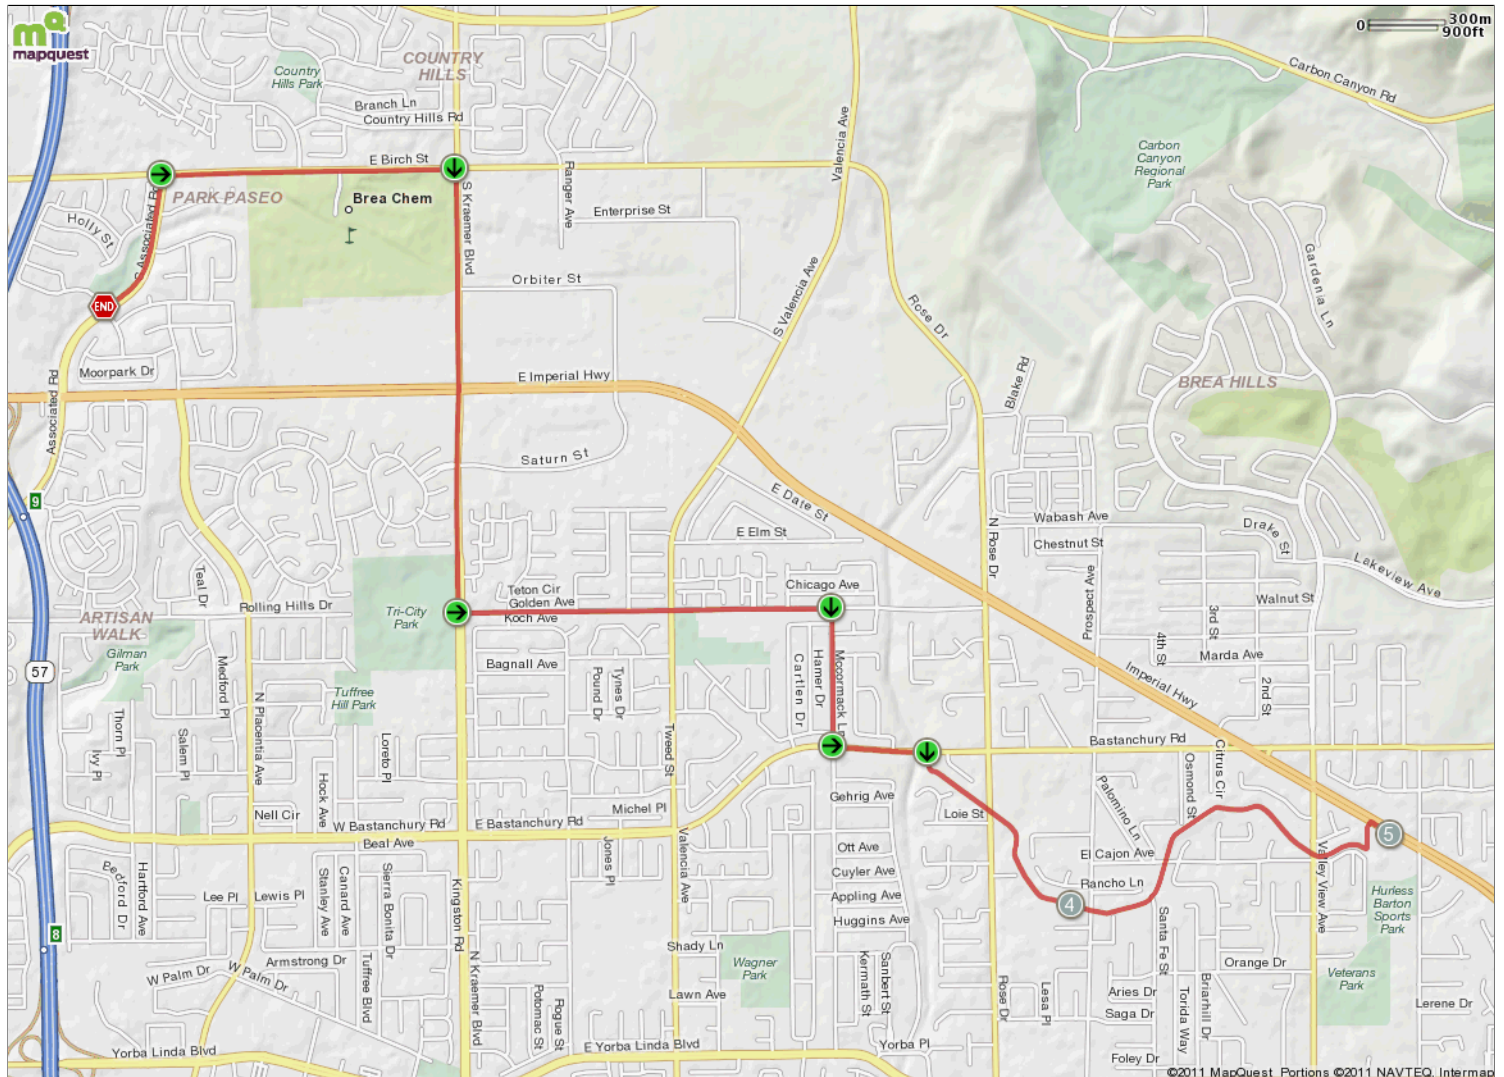 mapquest
0
300m
900ft
COUNTRY
HILLS
Country
Hills Park
Branch Ln
Country Hills Rd
Carbon Canyon Rd
E Birch St
Valencia Ave
Carbon
Canyon
Regional
Park
PARK PASEO
Brea Chem
S Kraemer Blvd
Ranger Ave
Enterprise St
Holly St
S Associated Rd
Gardenia Ln
Orbiter St
S Valencia Ave
Rose Dr
END
Moorpark Dr
E Imperial Hwy
Blake Rd
BREA HILLS
Associated Rd
Saturn St
9
E Date St
E Elm St
N Rose Dr
Wabash Ave
Chestnut St
Drake St
Lakeview Ave
Teal Dr
Teton Cir
Golden Ave
Koch Ave
Chicago Ave
Prospect Ave
Walnut St
Rolling Hills Dr
Tri-City
Park
ARTISAN
WALK
Gilman
Park
3rd St
4th St
Marda Ave
57
Medford Pl
Bagnall Ave
Pound Dr
Tynes Dr
Cartlen Dr
Hamer Dr
Imperial Hwy
2nd St
Tuffree
Hill Park
N Placentia Ave
Thorn Pl
Ivy Pl
Salem Pl
Loreto Pl
Tweed St
Bastanchury Rd
Citrus Cir
Osmond St
Hock Ave
Nell Cir
W Bastanchury Rd
E Bastanchury Rd
Michel Pl
Gehrig Ave
Loie St
Palomino Ln
5
Beal Ave
Jones Pl
Valencia Ave
Ott Ave
El Cajon Ave
Valley View Ave
Bedford Dr
Hartford Ave
Lee Pl
Lewis Pl
Stanley Ave
Canard Ave
Sierra Bonita Dr
Kingston Rd
Cuyler Ave
Appling Ave
Huggins Ave
Rancho Ln
4
Santa Fe St
Hurless
Barton
Sports
Park
8
Shady Ln
Wagner
Park
Kermath St
Sanbert St
Orange Dr
Veterans
Park
W Palm Dr
W Palm Dr
Armstrong Dr
Tuffree Blvd
N Kraemer Blvd
Potomac St
Rogue St
Lawn Ave
Rose Dr
Lesa Pl
Aries Dr
Saga Dr
Torida Way
Briarhill Dr
Lerene Dr
Yorba Linda Blvd
E Yorba Linda Blvd
Yorba Pl
Foley Dr
©2011 MapQuest Portions ©2011 NAVTEQ, Intermap